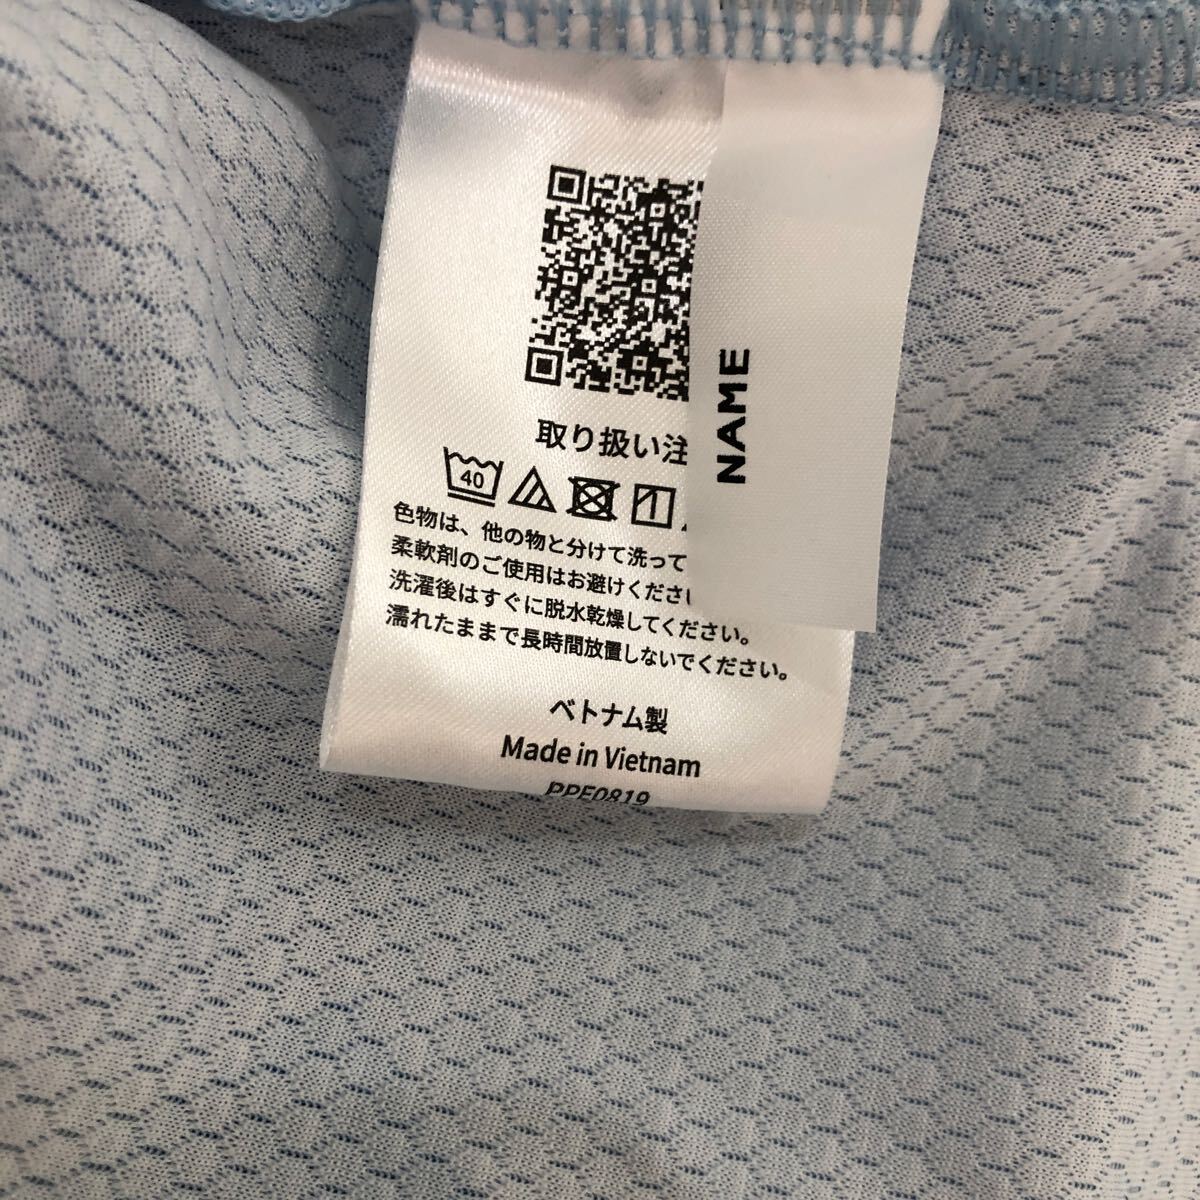 取り扱い注
40
色物は、他の物と分けて洗って
柔軟剤のご使用はお避けくださ
洗濯後はすぐに脱水乾燥してください。
濡れたままで長時間放置しないでください。
ベトナム製
Made in Vietnam
NAME